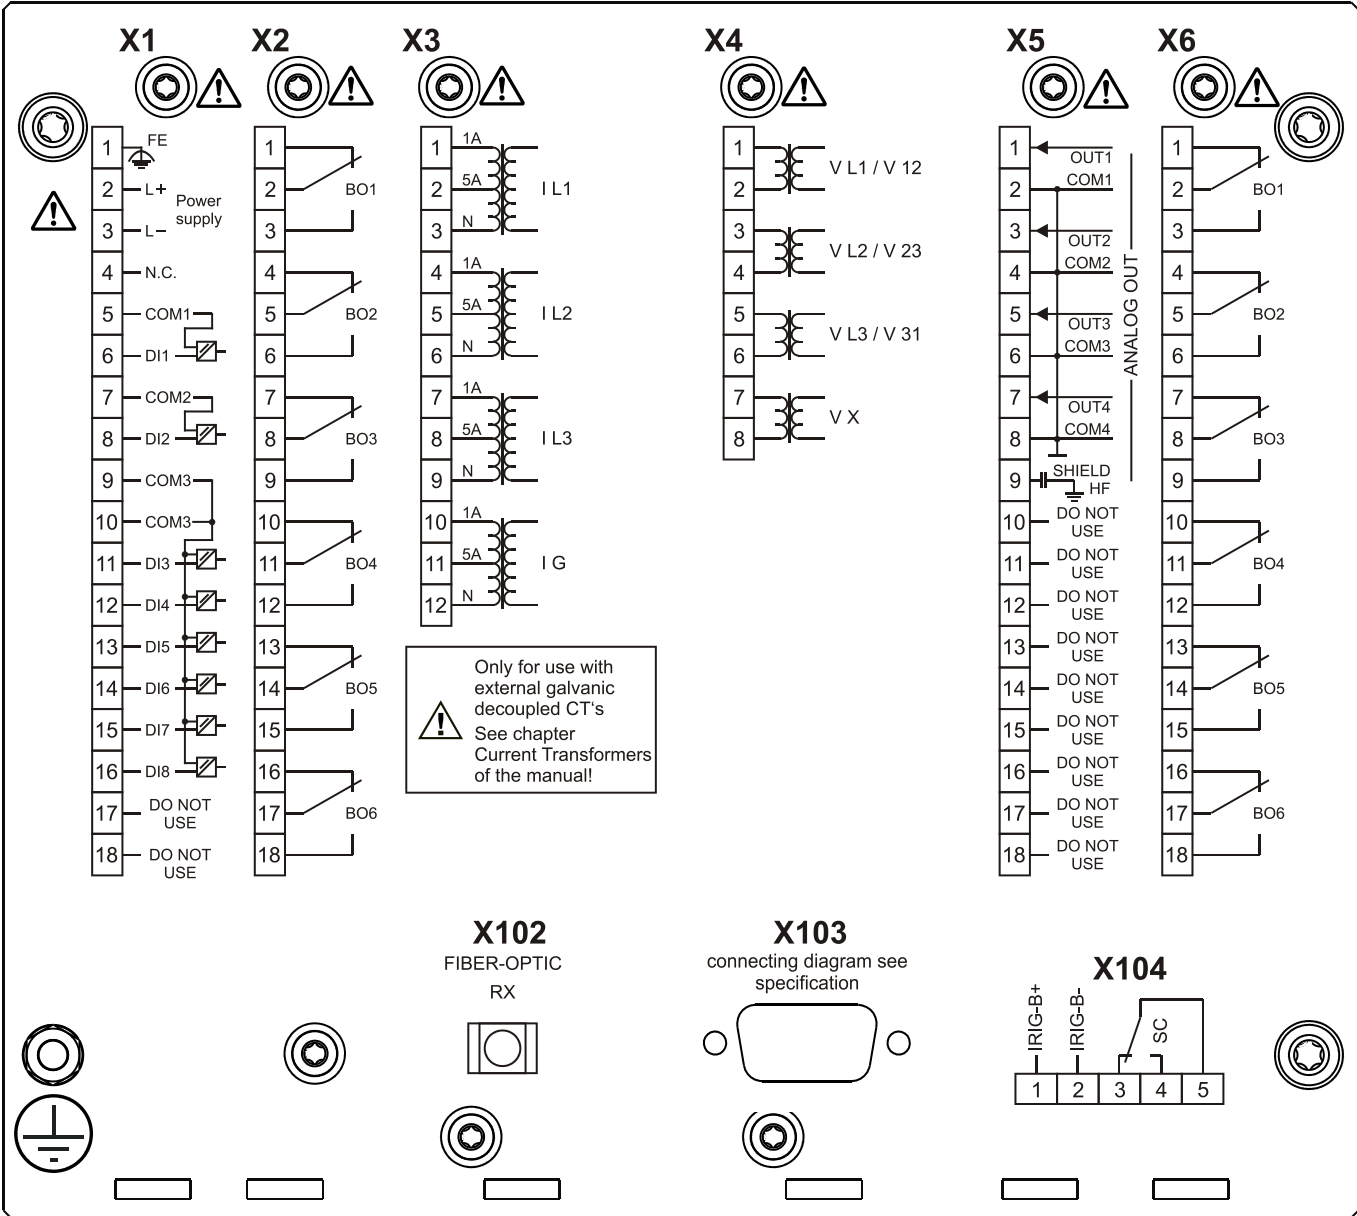 X1
X2
X3
X4
X5
X6
1 FE
2 L+
Power
supply
3 L−
4 N.C.
5 COM1
6 DI1
7 COM2
8 DI2
9 COM3
10 COM3
11 DI3
12 DI4
13 DI5
14 DI6
15 DI7
16 DI8
17 DO NOT
USE
18 DO NOT
USE
1
2 BO1
3
4
5 BO2
6
7
8 BO3
9
10
11 BO4
12
13
14 BO5
15
16
17 BO6
18
1 1A
2 5A I L1
3 N
4 1A
5 5A I L2
6 N
7 1A
8 5A I L3
9 N
10 1A
11 5A I G
12 N
Only for use with
external galvanic
decoupled CT‘s
See chapter
Current Transformers
of the manual!
1
V L1 / V 12
2
3
V L2 / V 23
4
5
V L3 / V 31
6
7
V X
8
1 OUT1
2 COM1
3 OUT2
4 COM2
5 OUT3
6 COM3
7 OUT4
8 COM4
ANALOG OUT
9 SHIELD
HF
10 DO NOT
USE
11 DO NOT
USE
12 DO NOT
USE
13 DO NOT
USE
14 DO NOT
USE
15 DO NOT
USE
16 DO NOT
USE
17 DO NOT
USE
18 DO NOT
USE
1
2 BO1
3
4
5 BO2
6
7
8 BO3
9
10
11 BO4
12
13
14 BO5
15
16
17 BO6
18
X102
FIBER-OPTIC
RX
X103
connecting diagram see
specification
X104
IRIG-B+
IRIG-B-
SC
1 2 3 4 5